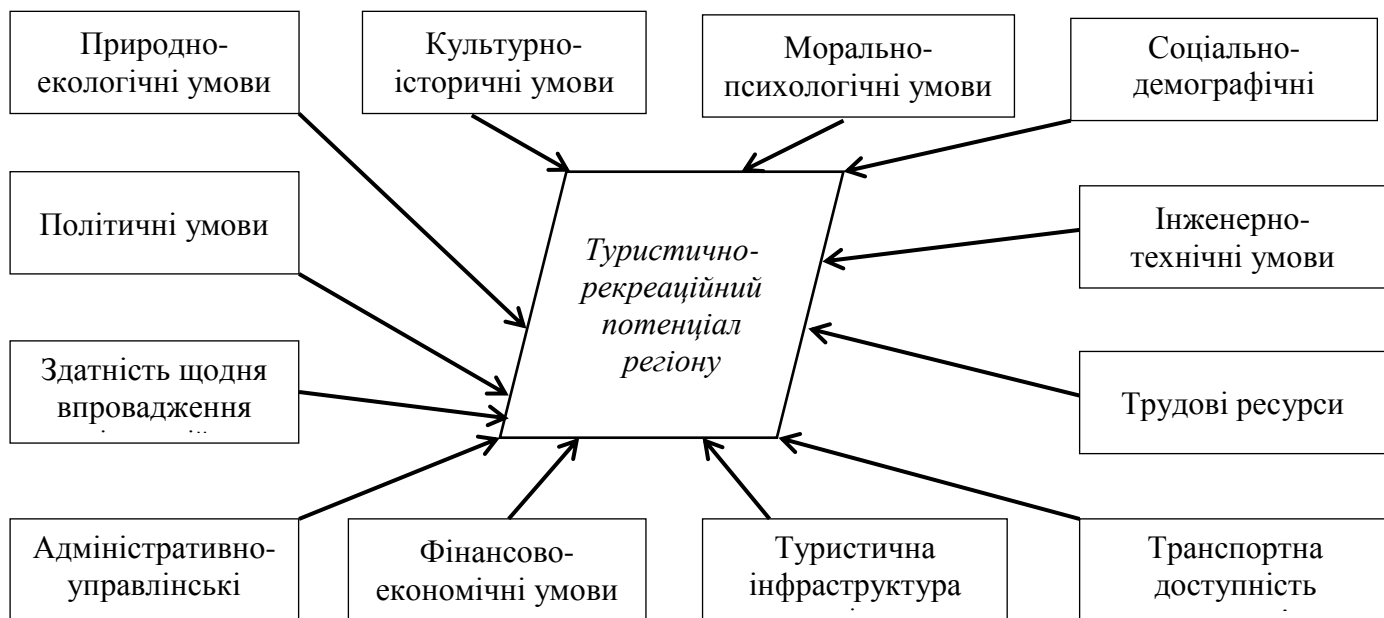 Природно-
екологічні умови
Культурно-
історичні умови
Морально-
психологічні умови
Соціально-
демографічні
Політичні умови
Туристично-
рекреаційний
потенціал
регіону
Інженерно-
технічні умови
Здатність щодня
впровадження
Трудові ресурси
Адміністративно-
управлінські
Фінансово-
економічні умови
Туристична
інфраструктура
Транспортна
доступність